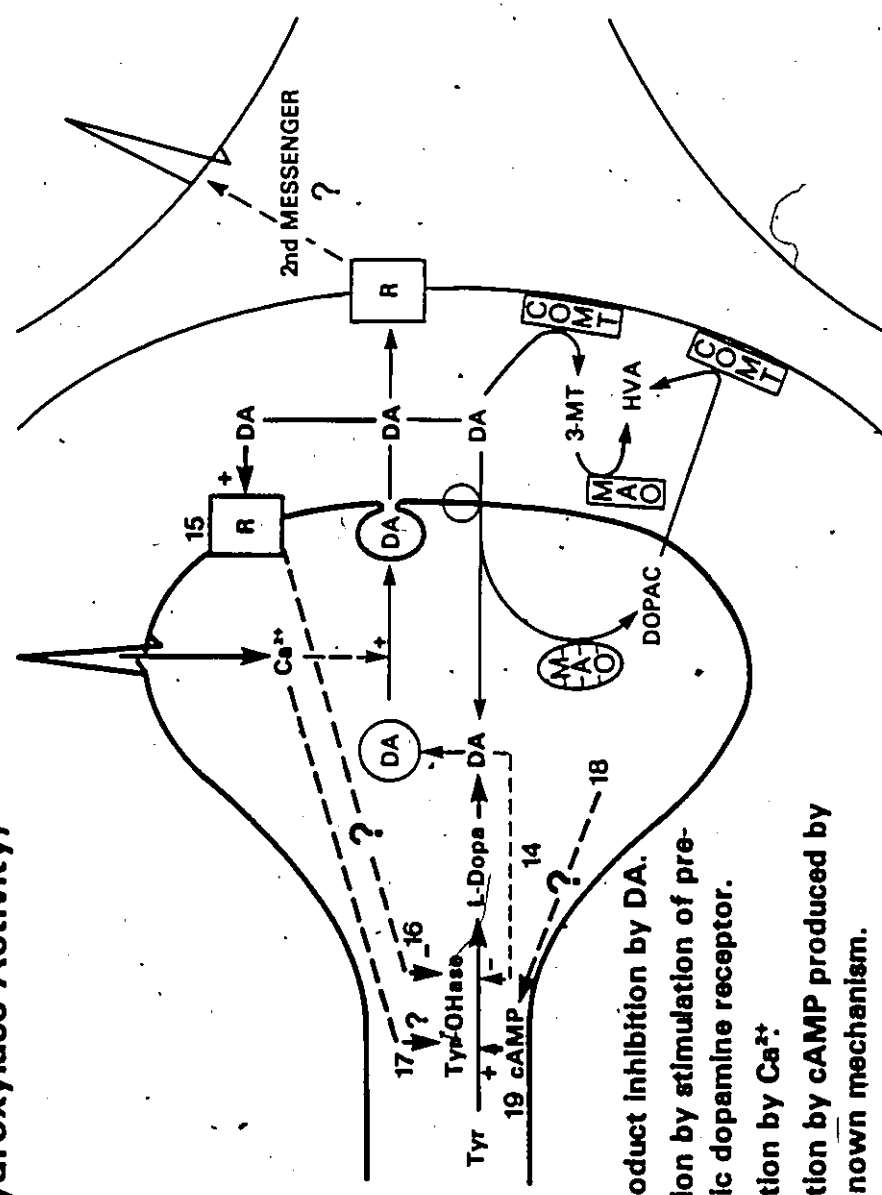 droxylase Activity)
2nd MESSENGER
?
15
R
+
DA
R
Ca²⁺
+
DA
DA
DA
17
?
?
16
-
DA
DA
Tyr-OHase
Tyr
L-Dopa
DA
DA
COMT
3-MT
HVA
MAO
COMT
+
-
14
19 cAMP
?
18
MAO
DOPAC
oduct inhibition by DA.
ion by stimulation of pre-
ic dopamine receptor.
tion by Ca²⁺.
tion by cAMP produced by
nown mechanism.